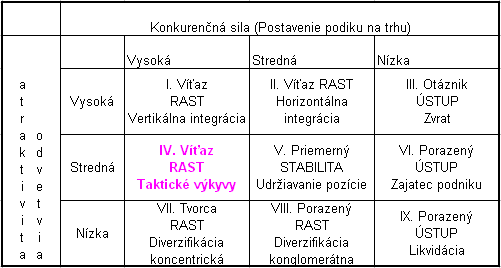 Konkurenčná sila (Postavenie podiku na trhu)
Vysoká Stredná Nízka
atraktivita
odvetvia
Vysoká
I. Víťaz
RAST
Vertikálna integrácia
II. Víťaz RAST
Horizontálna
integrácia
III. Otáznik
ÚSTUP
Zvrat
Stredná
IV. Víťaz
RAST
Taktické výkyvy
V. Priemerný
STABILITA
Udržiavanie pozície
VI. Porazený
ÚSTUP
Zajatec podniku
Nízka
VII. Tvorca
RAST
Diverzifikácia
koncentrická
VIII. Porazený
RAST
Diverzifikácia
konglomerátna
IX. Porazený
ÚSTUP
Likvidácia